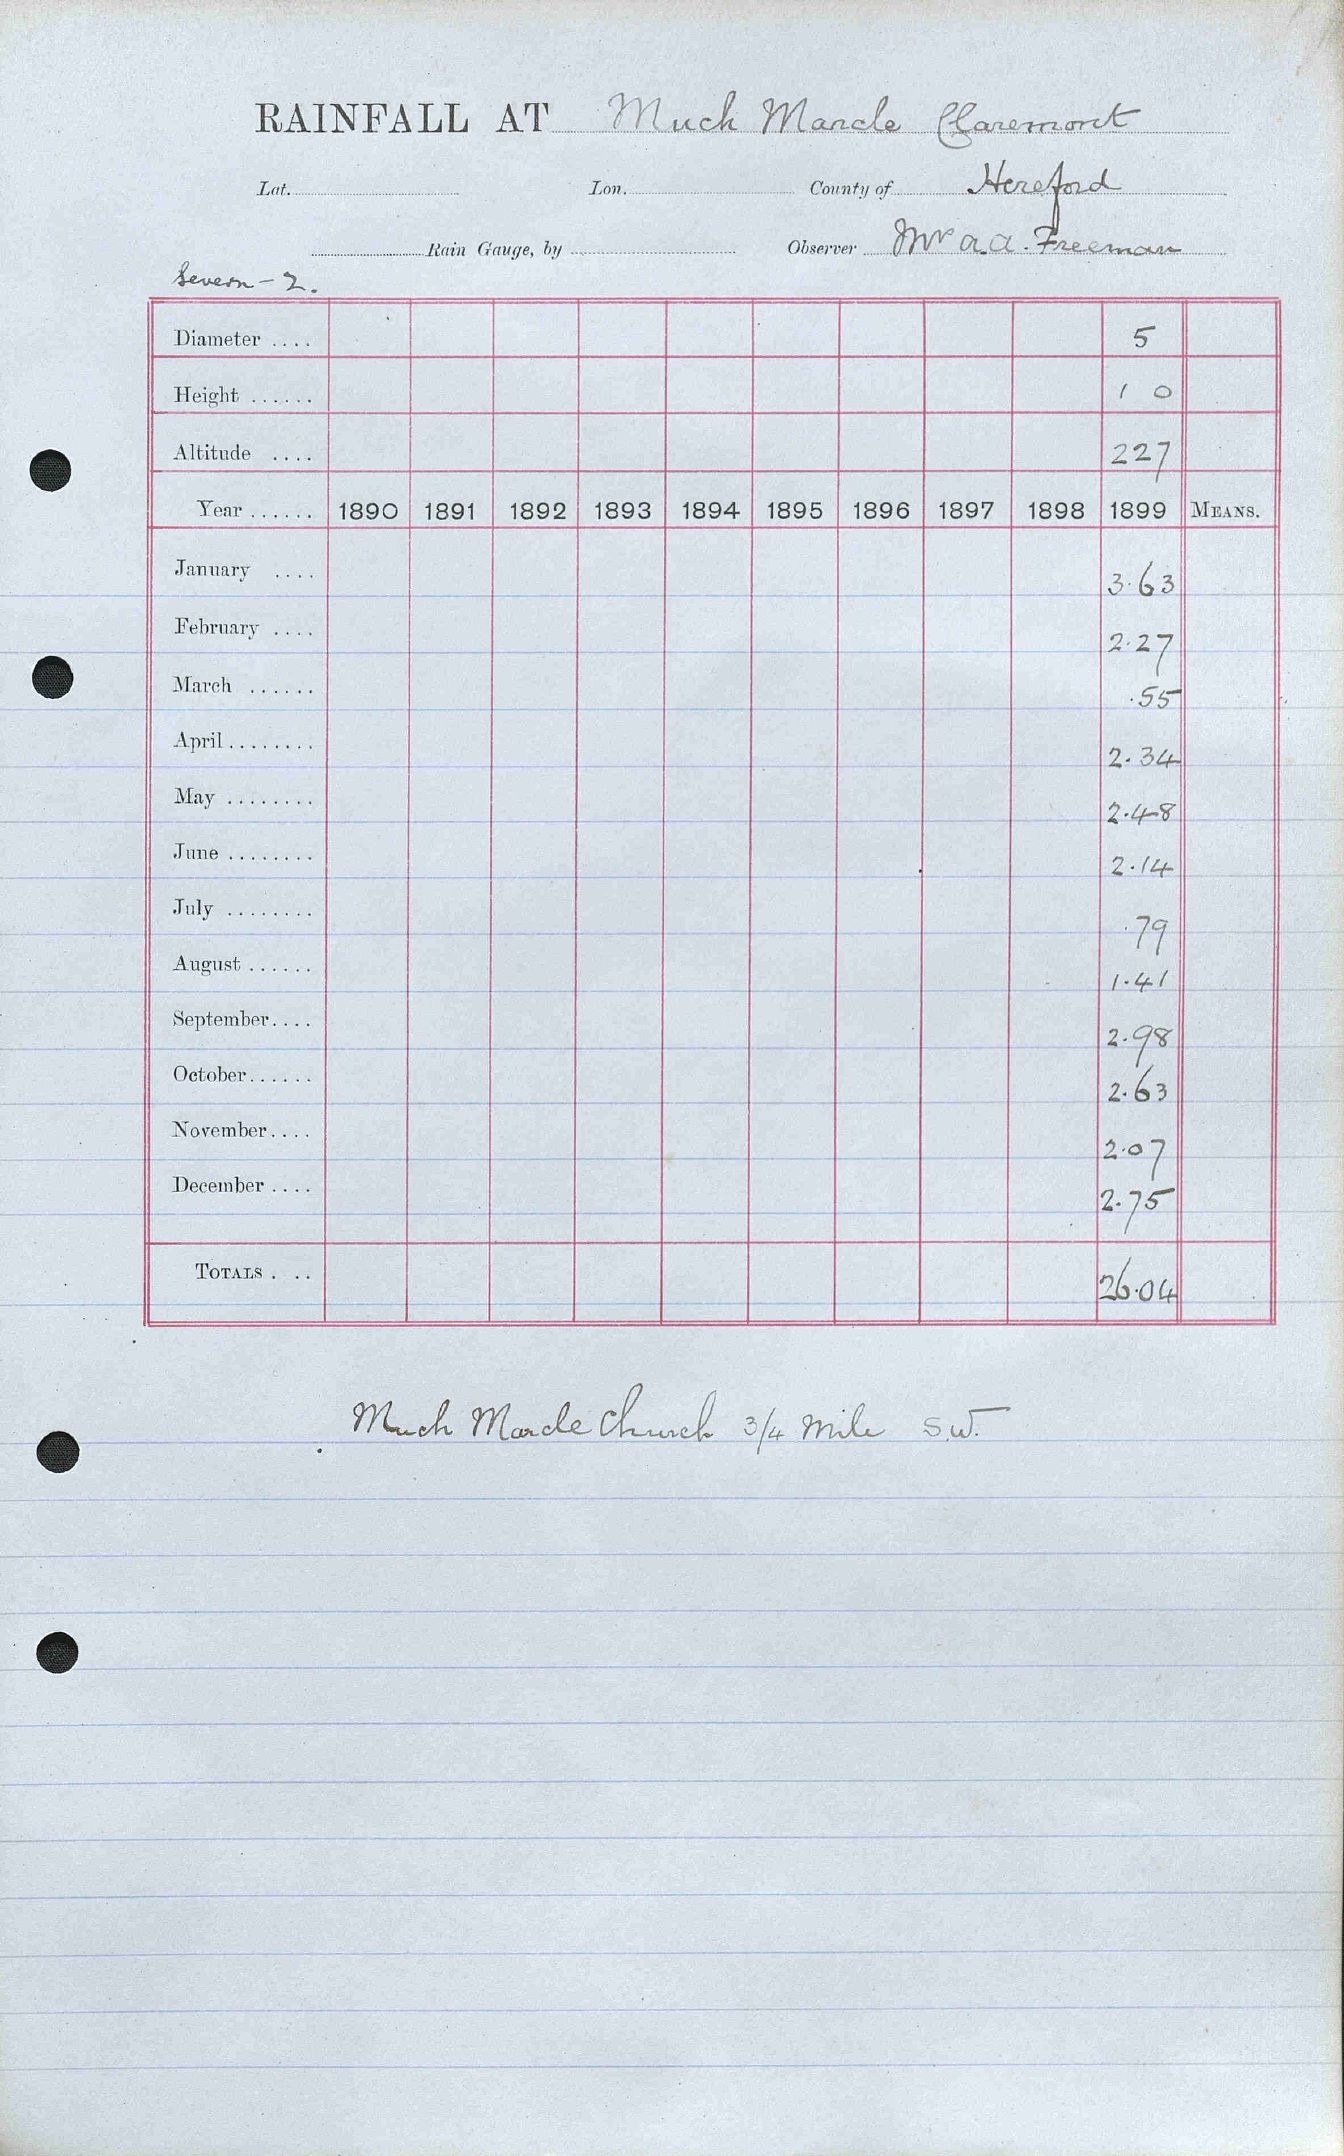 RAINFALL AT Much Marcle Claremont
Lat. Lon. County of Hereford
Rain Gauge, by Observer Mr A.A. Freeman
Severn - 2.
Diameter .... 5
Height ...... 1 0
Altitude .... 227
Year ...... 1890 1891 1892 1893 1894 1895 1896 1897 1898 1899 MEANS.
January .... 3.63
February .... 2.27
March ...... .55
April ........ 2.34
May ........ 2.48
June ........ 2.14
July ........ .79
August ...... 1.41
September.... 2.98
October...... 2.63
November.... 2.07
December .... 2.75
TOTALS . .. 26.04
Much Marcle Church 3/4 mile S.W.